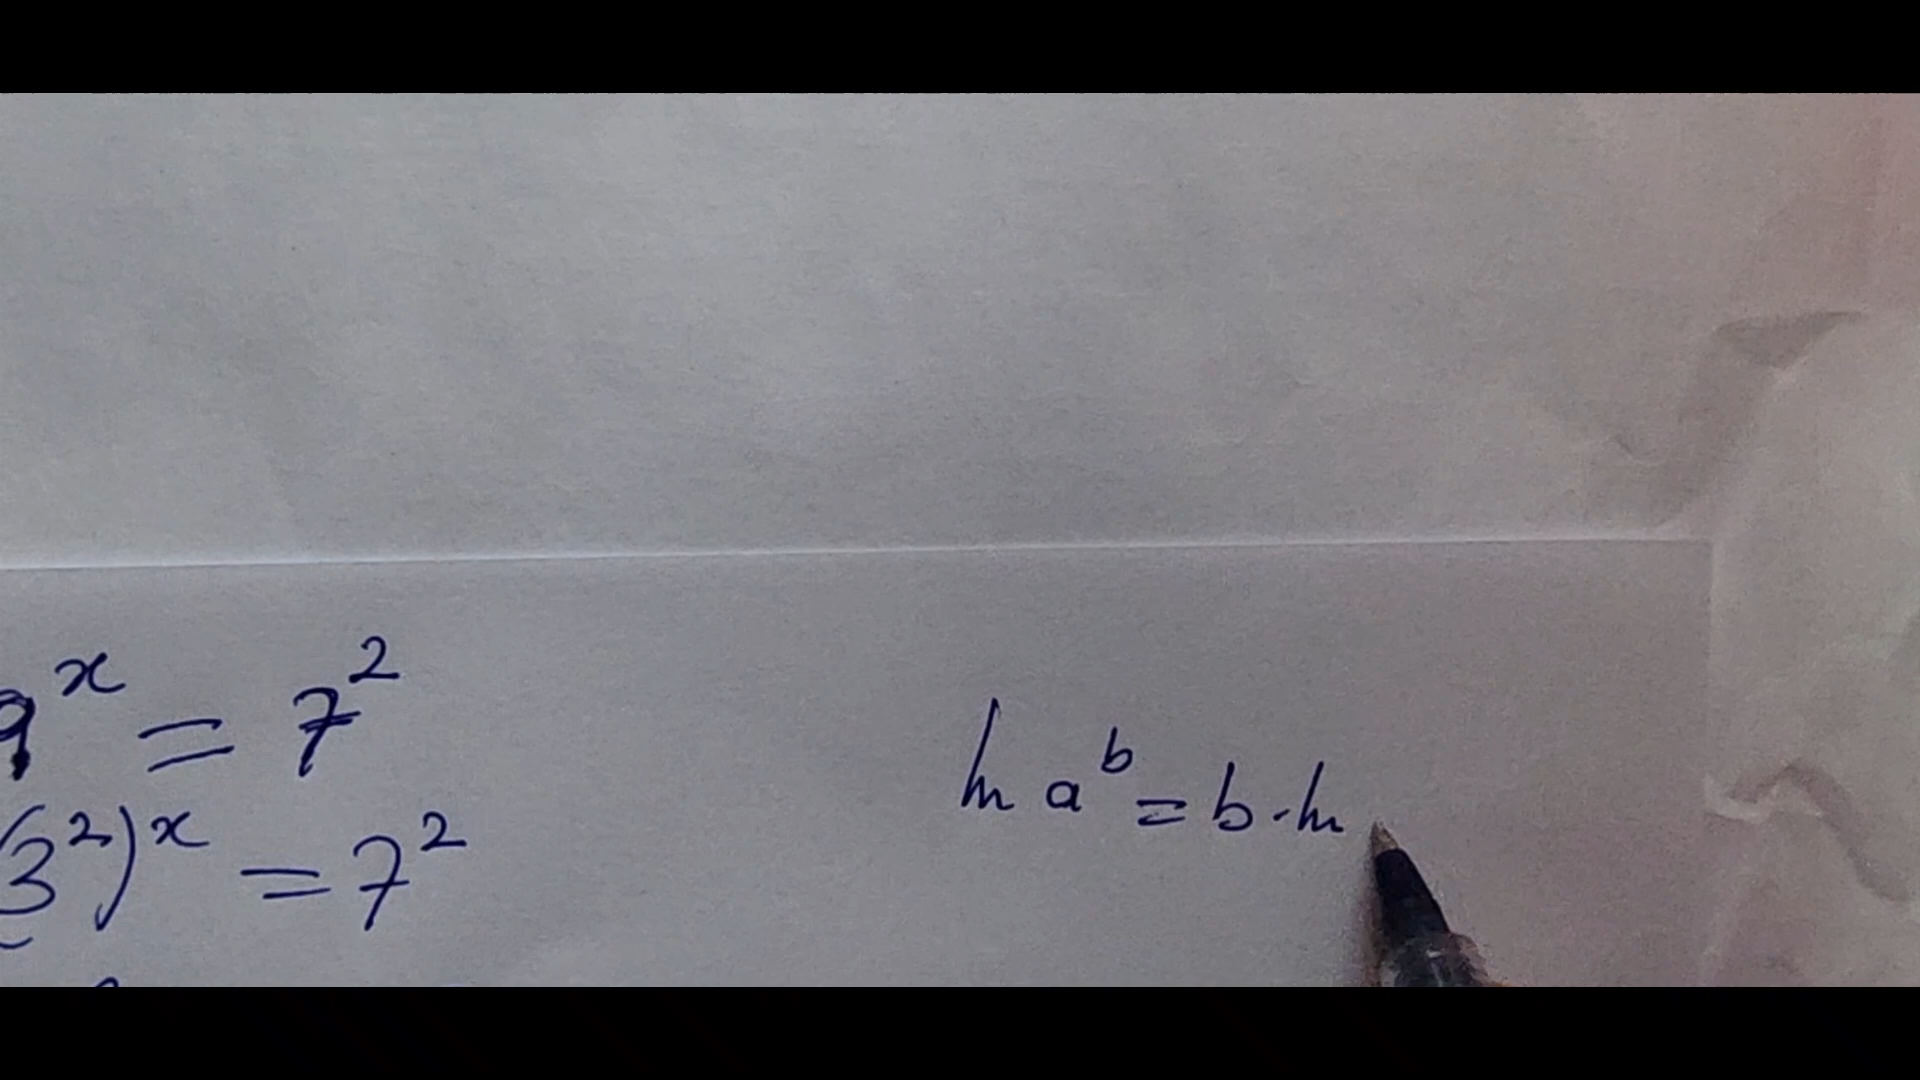 9^x = 7^2
(3^2)^x = 7^2
ln a^b = b·ln